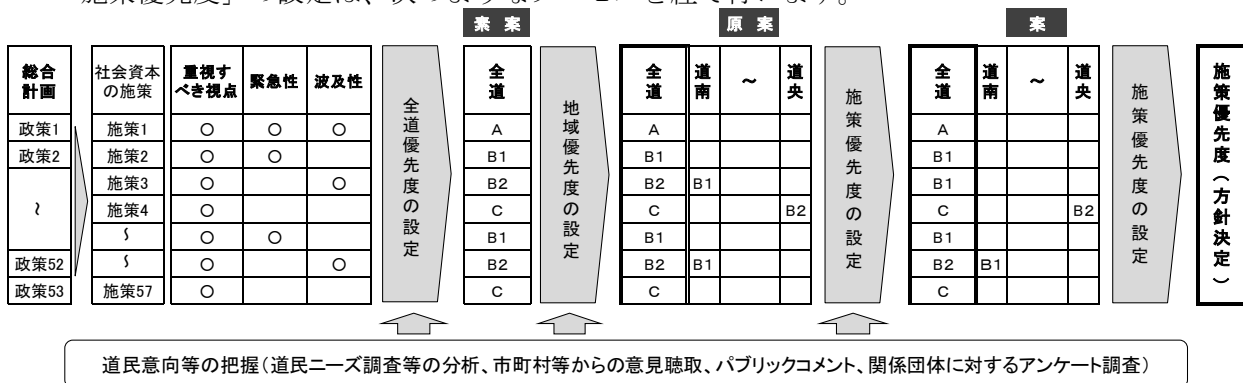 施策優先度」の設定は、次のようなプロセスを経て行います。
素案 原案 案
総合計画 社会資本の施策 重視すべき視点 緊急性 波及性 全道優先度の設定 全道 地域優先度の設定 全道 道南 ~ 道央 施策優先度の設定 全道 道南 ~ 道央 施策優先度の設定 施策優先度(方針決定)
政策1 施策1 ○ ○ ○ A A A
政策2 施策2 ○ ○ B1 B1 B1
施策3 ○ ○ B2 B2 B1 B1
~ 施策4 ○ C C B2 C B2
~ ○ ○ B1 B1 B1
政策52 ~ ○ ○ B2 B2 B1 B2 B1
政策53 施策57 ○ C C C
道民意向等の把握(道民ニーズ調査等の分析、市町村等からの意見聴取、パブリックコメント、関係団体に対するアンケート調査)